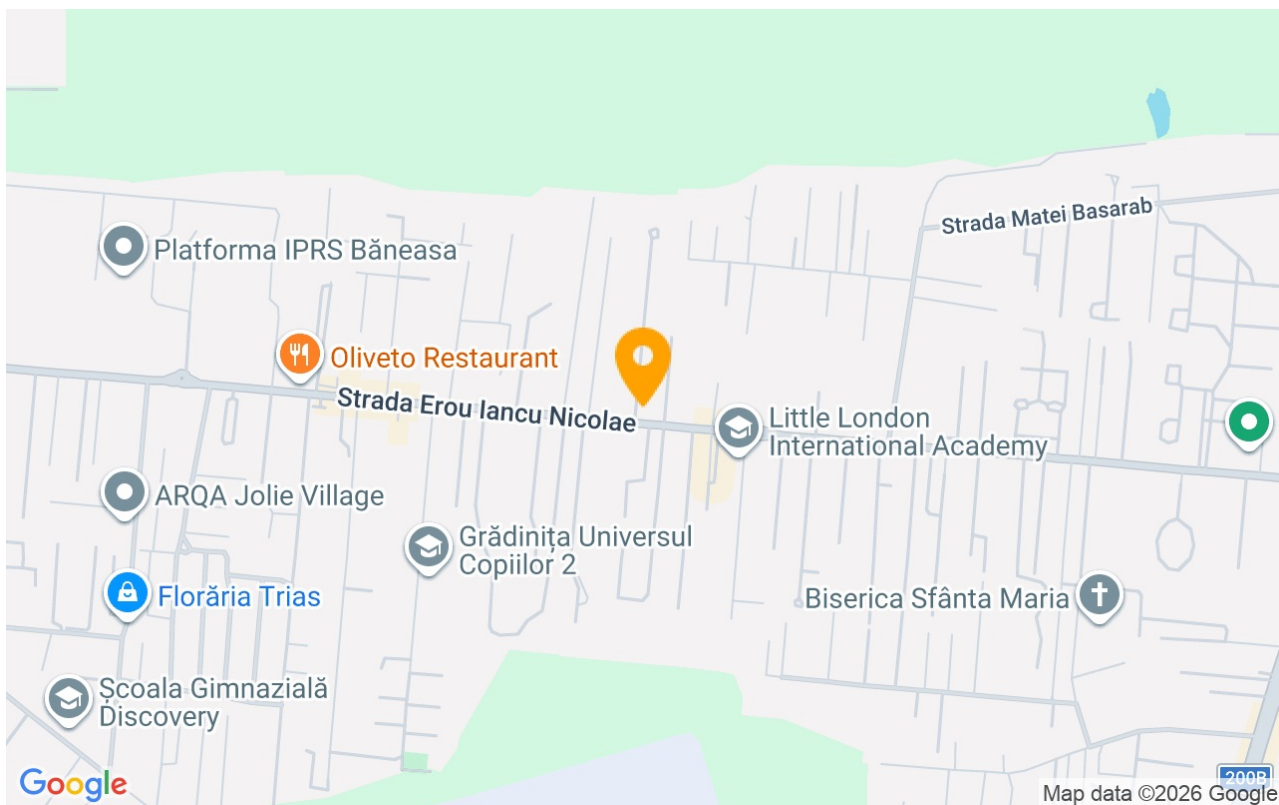 Strada Matei Basarab
Platforma IPRS Băneasa
Oliveto Restaurant
Strada Erou Iancu Nicolae
Little London
International Academy
ARQA Jolie Village
Grădinița Universul
Copiilor 2
Florăria Trias
Biserica Sfânta Maria
Școala Gimnazială
Discovery
200B
Google
Map data ©2026 Google